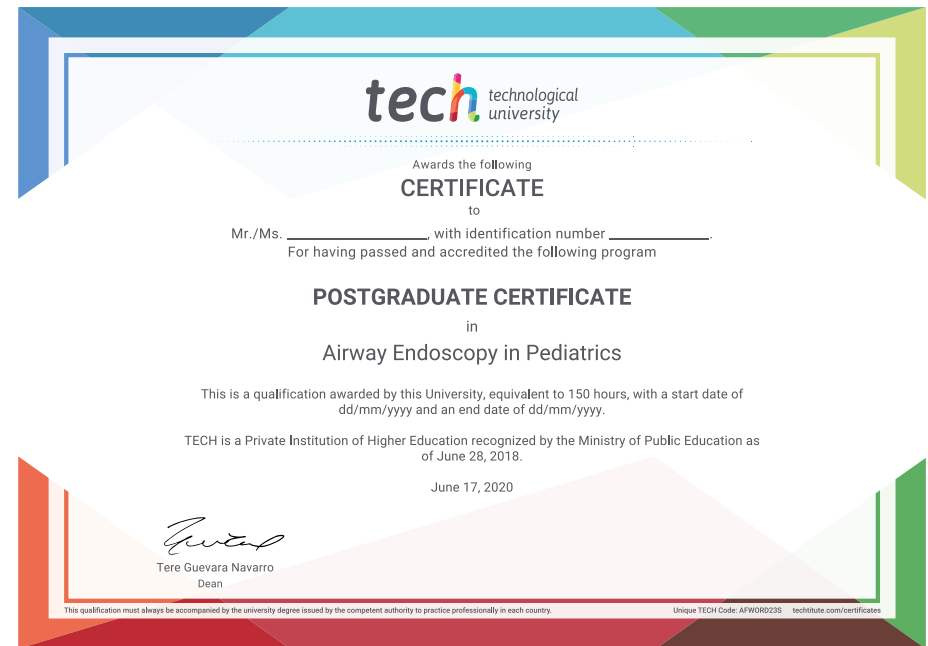 tech technological
university
Awards the following
CERTIFICATE
to
Mr./Ms. ____________________, with identification number ______________.
For having passed and accredited the following program
POSTGRADUATE CERTIFICATE
in
Airway Endoscopy in Pediatrics
This is a qualification awarded by this University, equivalent to 150 hours, with a start date of
dd/mm/yyyy and an end date of dd/mm/yyyy.
TECH is a Private Institution of Higher Education recognized by the Ministry of Public Education as
of June 28, 2018.
June 17, 2020
Tere Guevara Navarro
Dean
This qualification must always be accompanied by the university degree issued by the competent authority to practice professionally in each country. Unique TECH Code: AFWORD23S techtitute.com/certificates